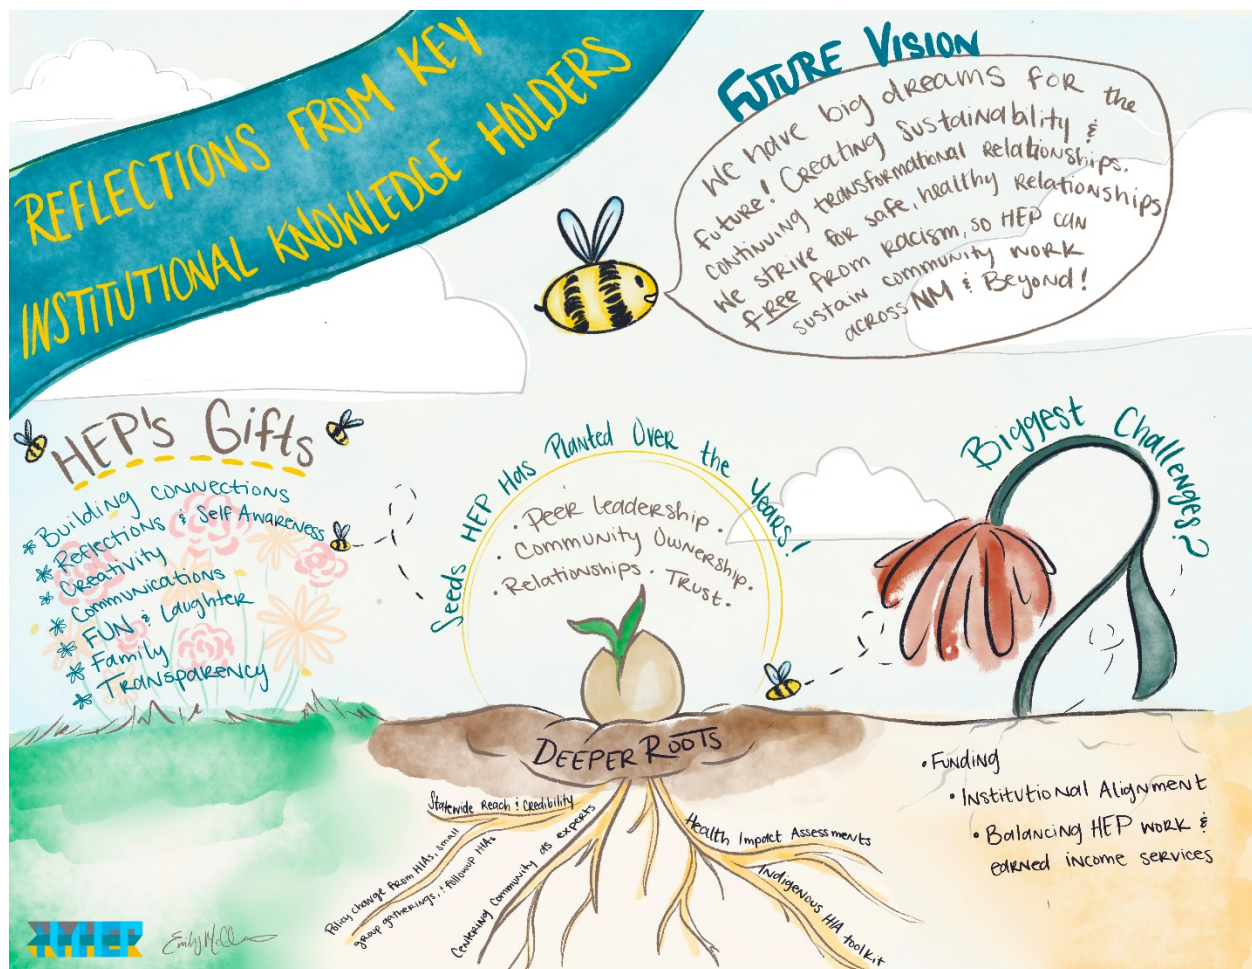 REFLECTIONS FROM KEY
INSTITUTIONAL KNOWLEDGE HOLDERS
FUTURE VISION
We have big dreams FOR the
future! Creating Sustainability &
continuing transformational relationships.
We strive for safe, healthy relationships
free from racism, so HEP can
sustain community work
across NM & Beyond!
HEP's Gifts
* Building connections
* Reflections & Self Awareness
* Creativity
* Communications
* FUN & Laughter
* Family
* Transparency
Seeds HEP Has Planted Over the Years!
• Peer Leadership •
• Community Ownership •
• Relationships • Trust •
DEEPER ROOTS
Statewide Reach & Credibility
Policy change from HIAs, small
group gatherings, & followup HIAs
Centering Community as experts
Health Impact Assessments
Indigenous HIA toolkit
Biggest Challenges?
• Funding
• Institutional Alignment
• Balancing HEP work &
earned income services
NMHEP